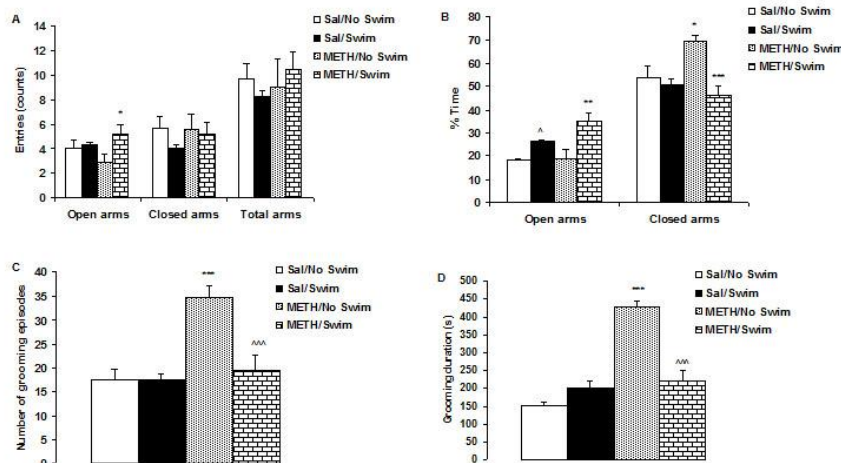 A
Entries (counts)
14
12
10
8
6
4
2
0
*
Open arms
Closed arms
Total arms
Sal/No Swim
Sal/Swim
METH/No Swim
METH/Swim
B
% Time
80
70
60
50
40
30
20
10
0
^
**
*
***
Open arms
Closed arms
Sal/No Swim
Sal/Swim
METH/No Swim
METH/Swim
C
Number of grooming episodes
40
35
30
25
20
15
10
5
0
***
^^^
Sal/No Swim
Sal/Swim
METH/No Swim
METH/Swim
D
Grooming duration (s)
500
450
400
350
300
250
200
150
100
50
0
^^^
Sal/No Swim
Sal/Swim
METH/No Swim
METH/Swim